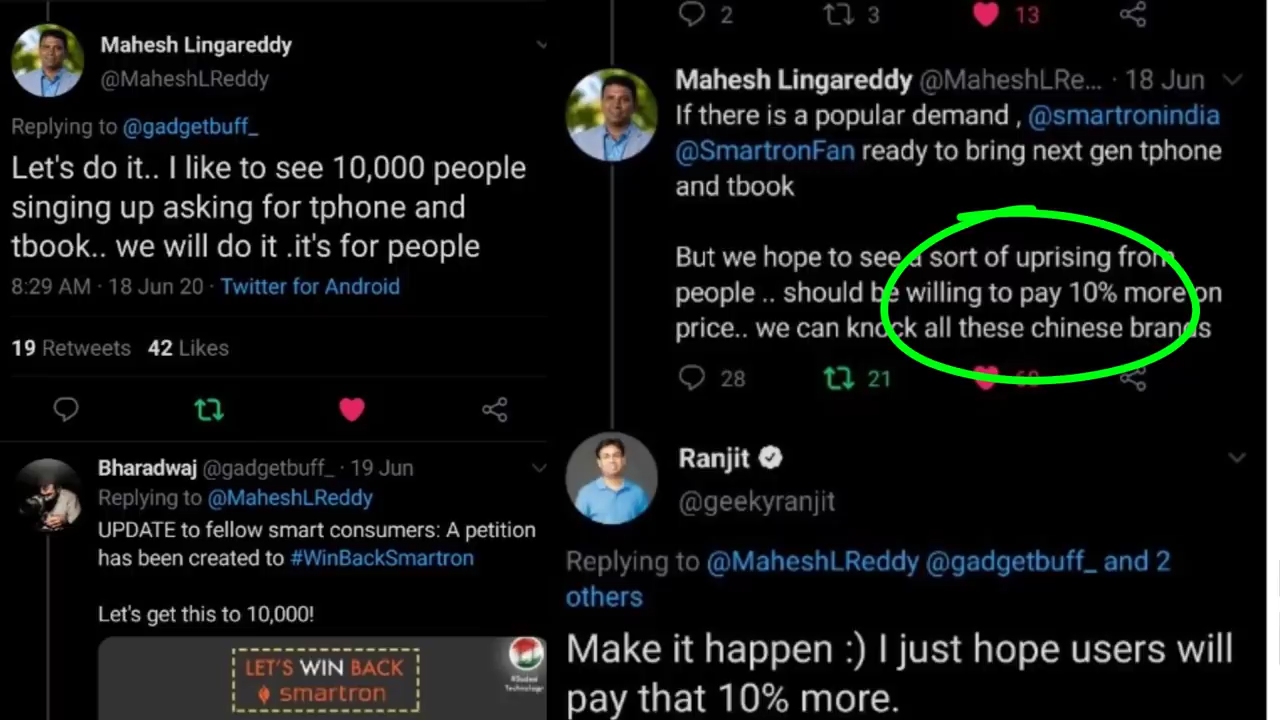 Mahesh Lingareddy
@MaheshLReddy
Replying to @gadgetbuff_
Let's do it.. I like to see 10,000 people
singing up asking for tphone and
tbook.. we will do it .it's for people
8:29 AM · 18 Jun 20 · Twitter for Android
19 Retweets 42 Likes
Bharadwaj @gadgetbuff_ · 19 Jun
Replying to @MaheshLReddy
UPDATE to fellow smart consumers: A petition
has been created to #WinBackSmartron
Let's get this to 10,000!
LET'S WIN BACK
smartron
2 3 13
Mahesh Lingareddy @MaheshLRe... · 18 Jun
If there is a popular demand , @smartronindia
@SmartronFan ready to bring next gen tphone
and tbook
But we hope to see a sort of uprising from
people .. should be willing to pay 10% more on
price.. we can knock all these chinese brands
28 21
Ranjit
@geekyranjit
Replying to @MaheshLReddy @gadgetbuff_ and 2
others
Make it happen :) I just hope users will
pay that 10% more.